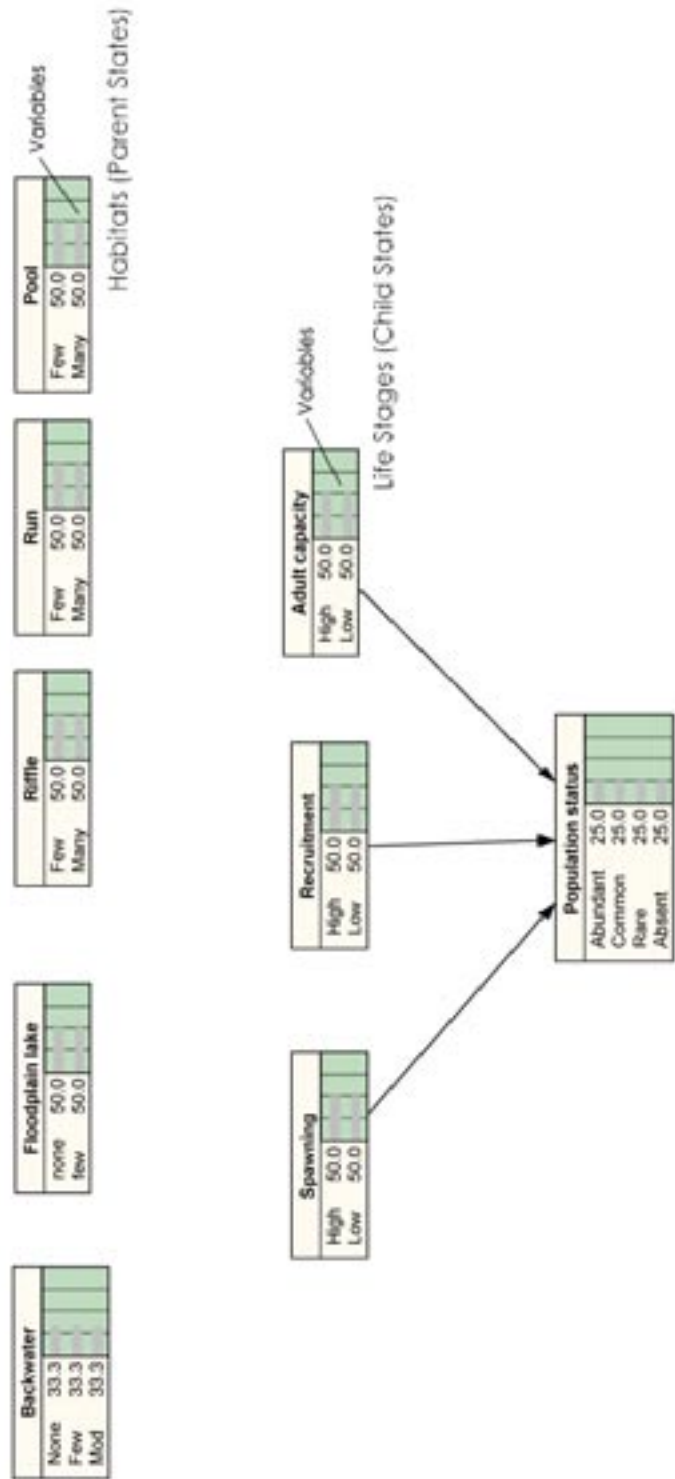 Backwater
None 33.3
Few 33.3
Mod 33.3
Floodplain lake
none 50.0
few 50.0
Riffle
Few 50.0
Many 50.0
Run
Few 50.0
Many 50.0
Pool
Few 50.0
Many 50.0
Variables
Habitats (Parent States)
Spawning
High 50.0
Low 50.0
Recruitment
High 50.0
Low 50.0
Adult capacity
High 50.0
Low 50.0
Variables
Life Stages (Child States)
Population status
Abundant 25.0
Common 25.0
Rare 25.0
Absent 25.0